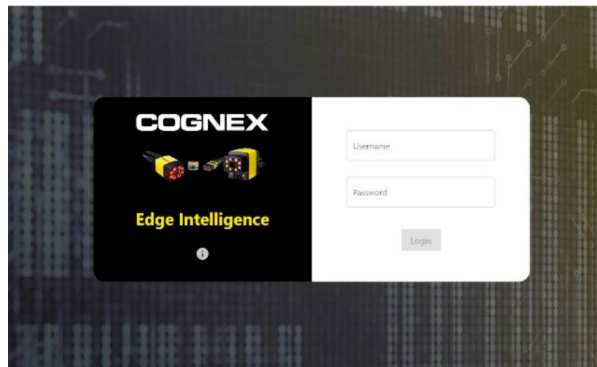 COGNEX
Edge Intelligence
Username
Password
Login